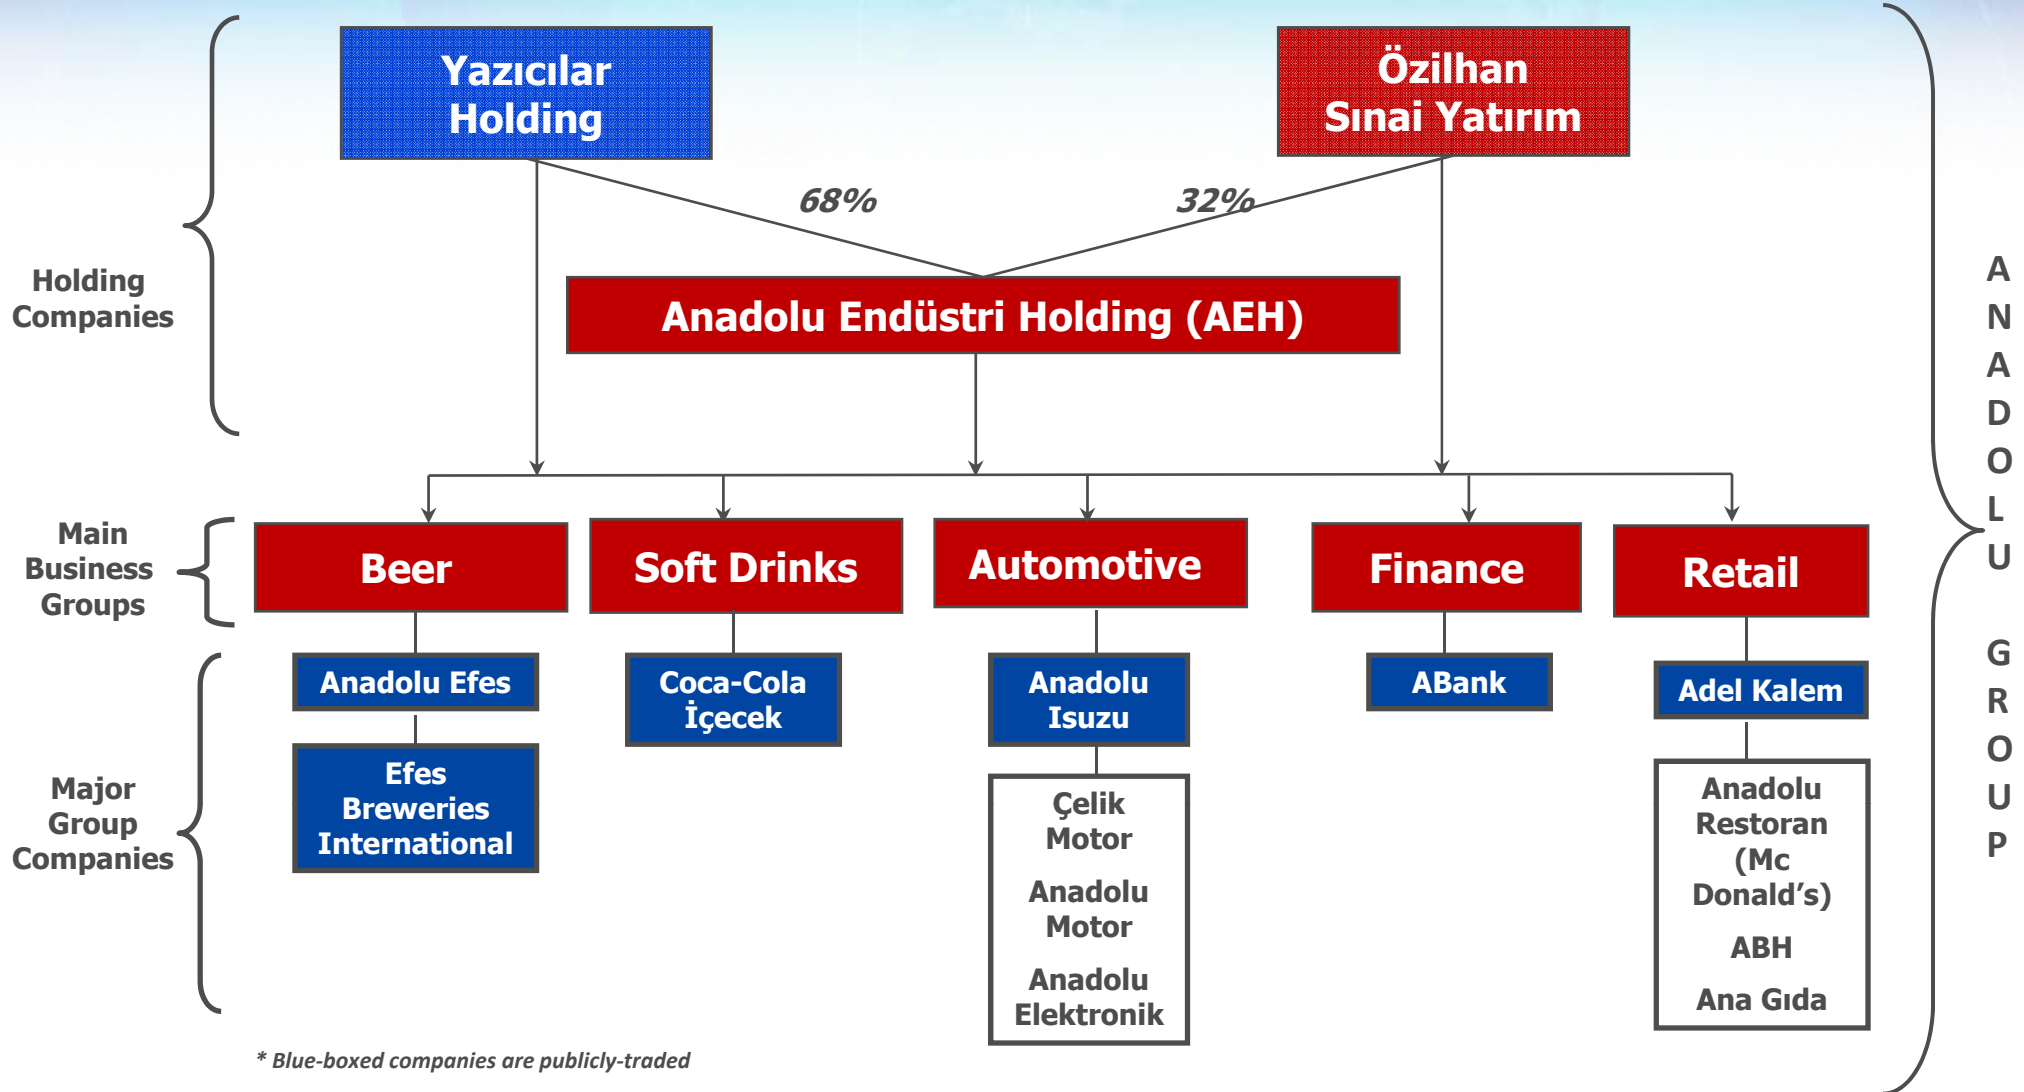 Yazıcılar
Holding
Özilhan
Sınai Yatırım
68%
32%
Holding
Companies
Anadolu Endüstri Holding (AEH)
Main
Business
Groups
Beer
Soft Drinks
Automotive
Finance
Retail
Major
Group
Companies
Anadolu Efes
Efes
Breweries
International
Coca-Cola
İçecek
Anadolu
Isuzu
Çelik
Motor
Anadolu
Motor
Anadolu
Elektronik
ABank
Adel Kalem
Anadolu
Restoran
(Mc
Donald’s)
ABH
Ana Gıda
ANADOLU GROUP
* Blue-boxed companies are publicly-traded